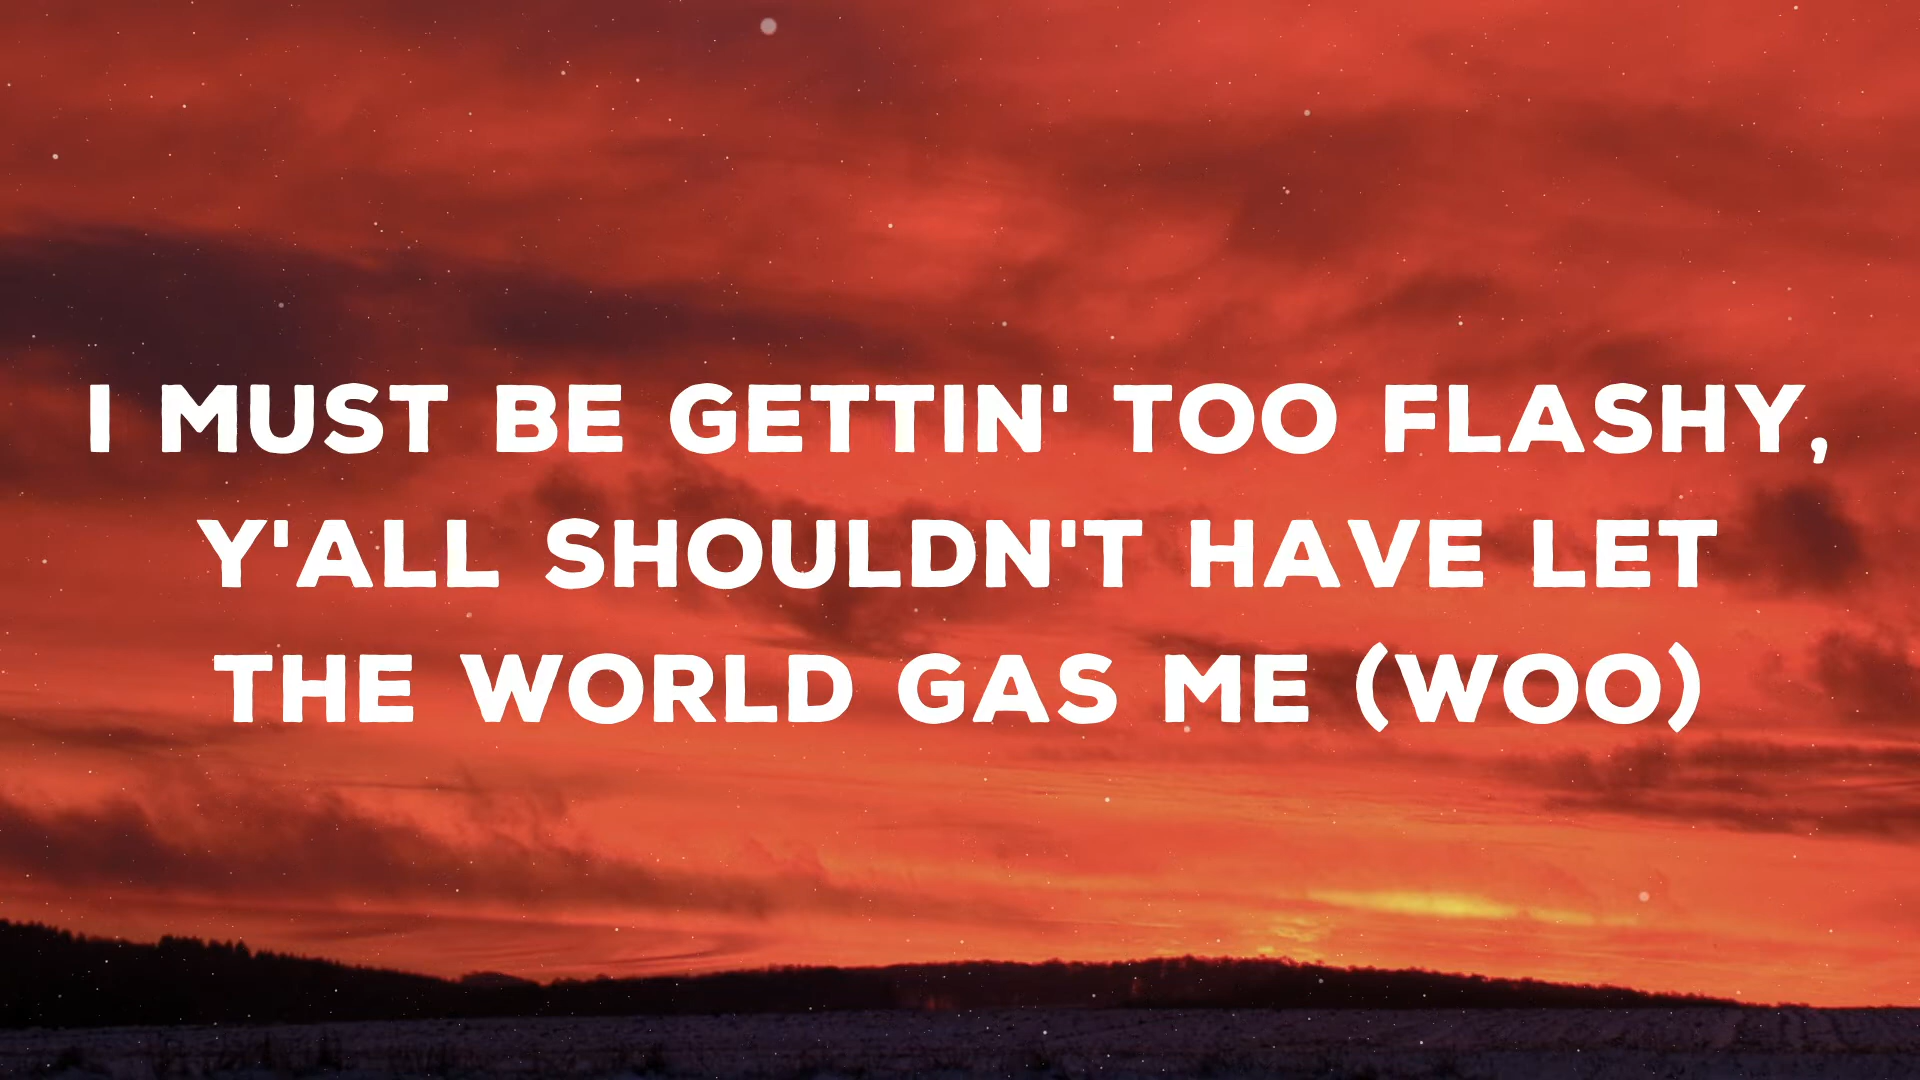 I MUST BE GETTIN' TOO FLASHY,
Y'ALL SHOULDN'T HAVE LET
THE WORLD GAS ME (WOO)